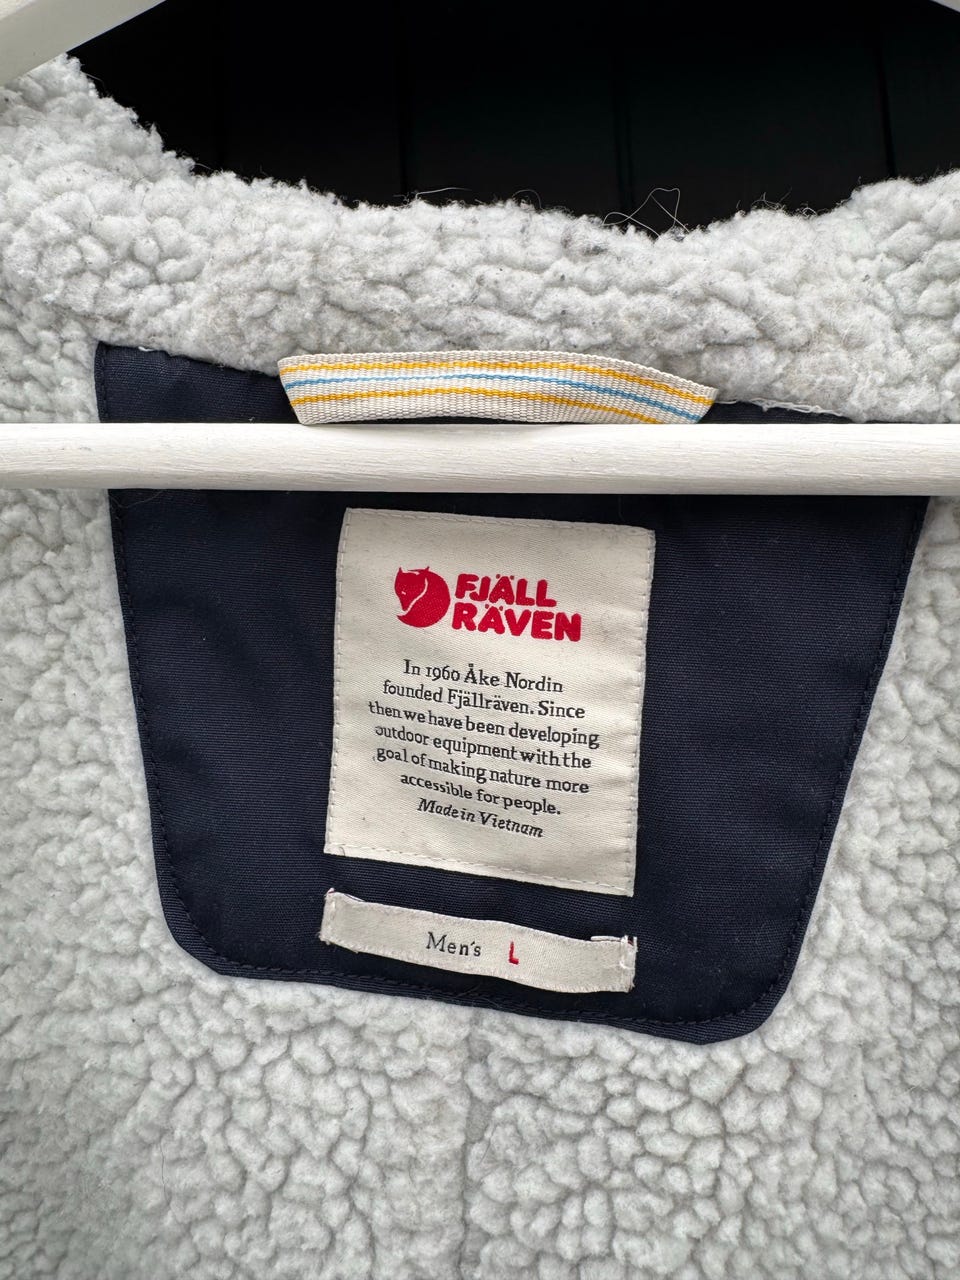 FJÄLL
RÄVEN
In 1960 Åke Nordin
founded Fjällräven. Since
then we have been developing
outdoor equipment with the
goal of making nature more
accessible for people.
Made in Vietnam
Men's L